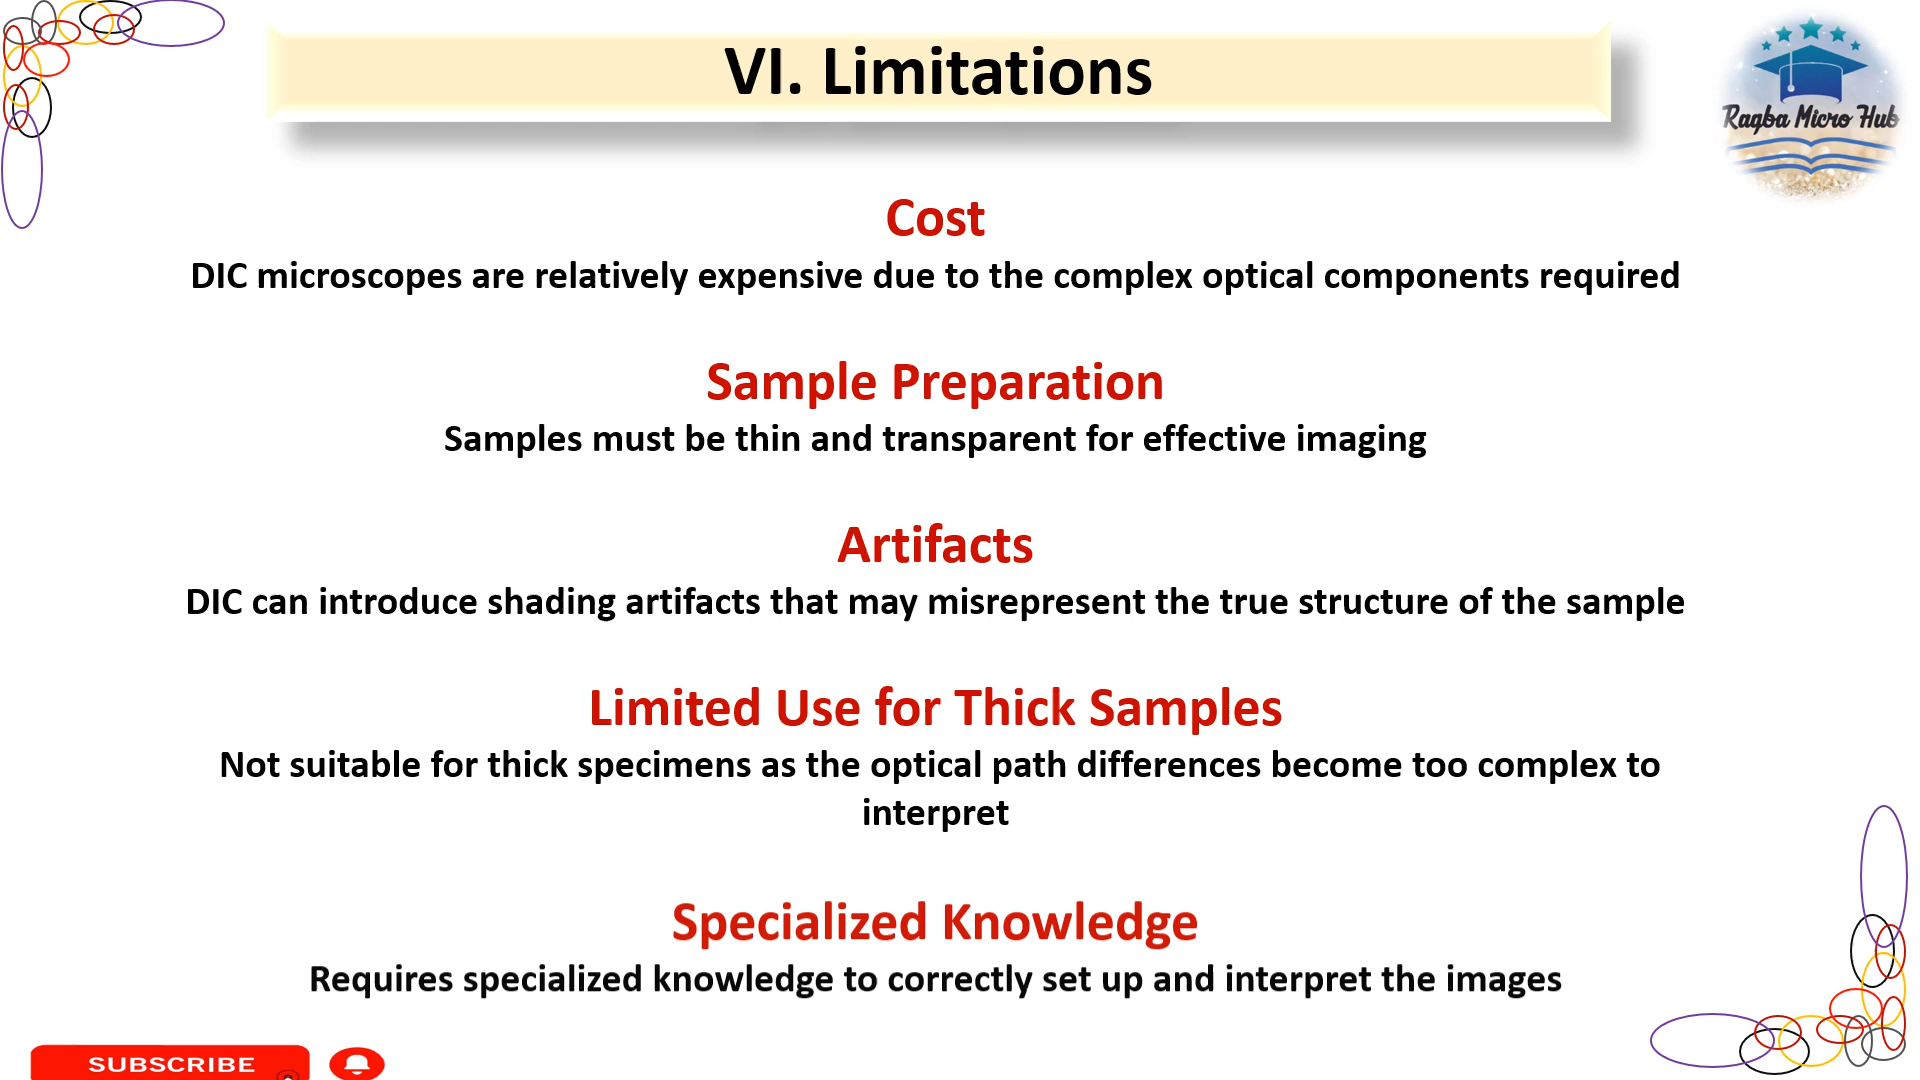 VI. Limitations
Ragba Micro Hub
Cost
DIC microscopes are relatively expensive due to the complex optical components required
Sample Preparation
Samples must be thin and transparent for effective imaging
Artifacts
DIC can introduce shading artifacts that may misrepresent the true structure of the sample
Limited Use for Thick Samples
Not suitable for thick specimens as the optical path differences become too complex to
interpret
Specialized Knowledge
Requires specialized knowledge to correctly set up and interpret the images
SUBSCRIBE